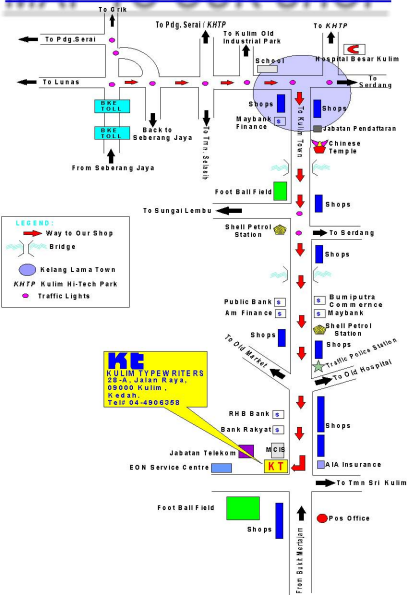 MAP TO OUR SHOP
To Grik
To Pdg. Serai / KHTP
To Kulim Old
Industrial Park
To KHTP
To Pdg.Serai
Hospital Besar Kulim
School
To Lunas
To
Serdang
BKE
TOLL
Shops
Shops
Maybank
Finance
To Kulim Town
Jabatan Pendaftaran
BKE
TOLL
Back to
Seberang Jaya
To Tmn. Selasih
Chinese
Temple
From Seberang Jaya
Foot Ball Field
Shops
To Sungai Lembu
LEGEND:
Way to Our Shop
Bridge
Kelang Lama Town
KHTP Kulim Hi-Tech Park
Traffic Lights
Shell Petrol
Station
To Serdang
Shops
Public Bank
Bumiputra
Commernce
Am Finance
Maybank
Shell Petrol
Station
Shops
To Old Market
Shops
Traffic Police Station
To Old Hospital
Kt
KULIM TYPEWRITERS
28-A, Jalan Raya,
09000 Kulim,
Kedah.
Tel# 04-4906358
RHB Bank
Bank Rakyat
Shops
Jabatan Telekom
MCIS
EON Service Centre
KT
AIA Insurance
To Tmn Sri Kulim
Foot Ball Field
Shops
From Bukit Mertajam
Pos Office